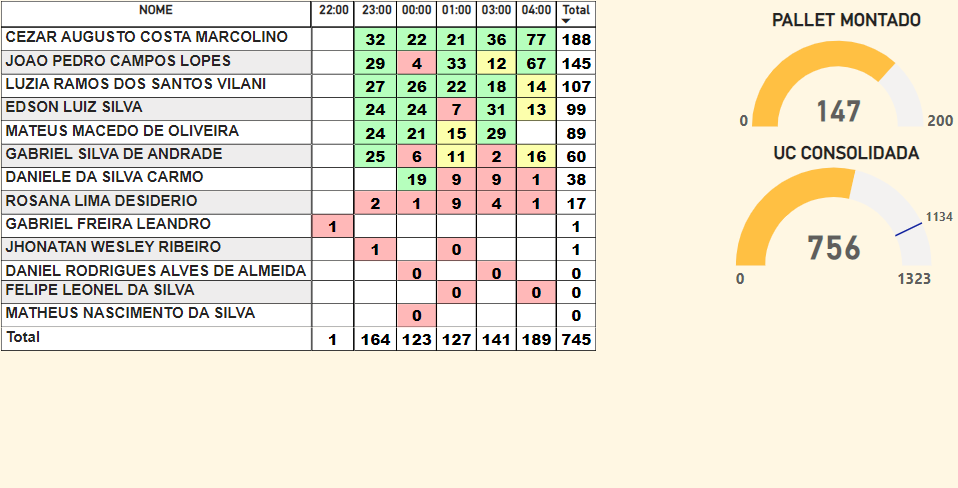 NOME 22:00 23:00 00:00 01:00 03:00 04:00 Total
CEZAR AUGUSTO COSTA MARCOLINO 32 22 21 36 77 188
JOAO PEDRO CAMPOS LOPES 29 4 33 12 67 145
LUZIA RAMOS DOS SANTOS VILANI 27 26 22 18 14 107
EDSON LUIZ SILVA 24 24 7 31 13 99
MATEUS MACEDO DE OLIVEIRA 24 21 15 29 89
GABRIEL SILVA DE ANDRADE 25 6 11 2 16 60
DANIELE DA SILVA CARMO 19 9 9 1 38
ROSANA LIMA DESIDERIO 2 1 9 4 1 17
GABRIEL FREIRA LEANDRO 1 1
JHONATAN WESLEY RIBEIRO 1 0 1
DANIEL RODRIGUES ALVES DE ALMEIDA 0 0 0
FELIPE LEONEL DA SILVA 0 0 0
MATHEUS NASCIMENTO DA SILVA 0 0
Total 1 164 123 127 141 189 745
PALLET MONTADO
147
0 200
UC CONSOLIDADA
1134
756
0 1323